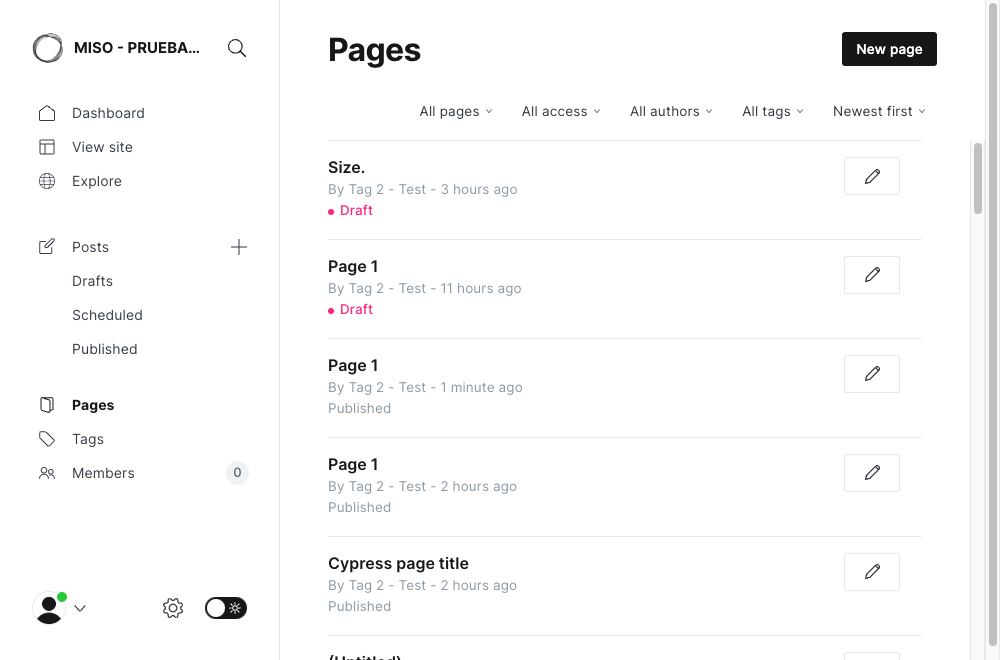 MISO - PRUEBA...
Dashboard
View site
Explore
Posts
Drafts
Scheduled
Published
Pages
Tags
Members
0
Pages
New page
All pages
All access
All authors
All tags
Newest first
Size.
By Tag 2 - Test - 3 hours ago
Draft
Page 1
By Tag 2 - Test - 11 hours ago
Draft
Page 1
By Tag 2 - Test - 1 minute ago
Published
Page 1
By Tag 2 - Test - 2 hours ago
Published
Cypress page title
By Tag 2 - Test - 2 hours ago
Published
(Untitled)